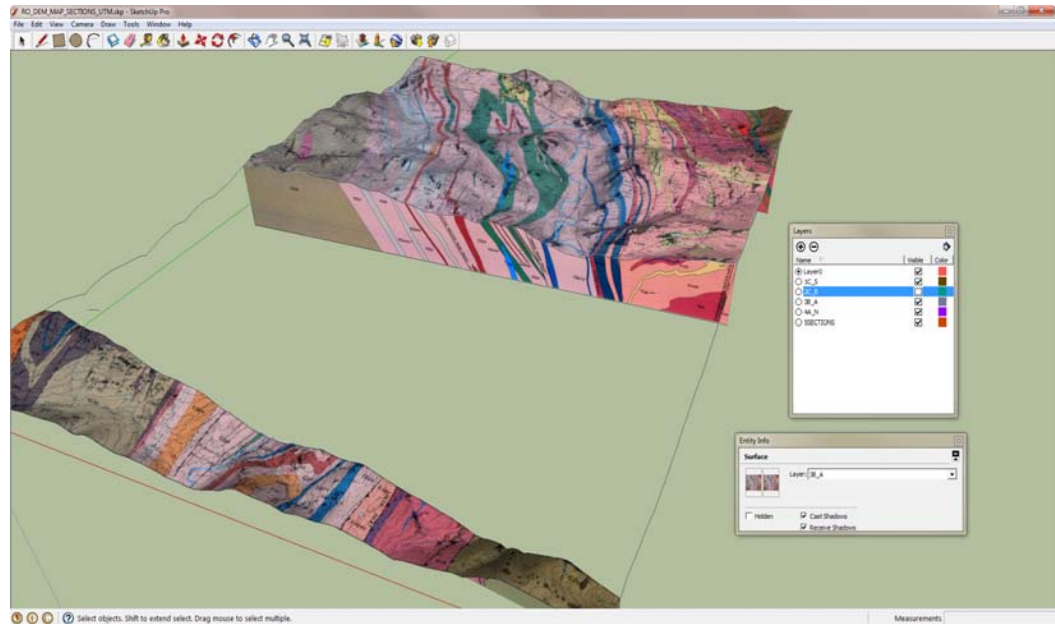 RO_DEM_MAP_SECTIONS_UTM.skp - SketchUp Pro
File Edit View Camera Draw Tools Window Help
Layers
Name Visible Color
Layer0
1C_S
3B_A
4A_N
SSECTIONS
Entity Info
Surface
Layer: 3B_A
Hidden Cast Shadows
Receive Shadows
Select objects. Shift to extend select. Drag mouse to select multiple. Measurements